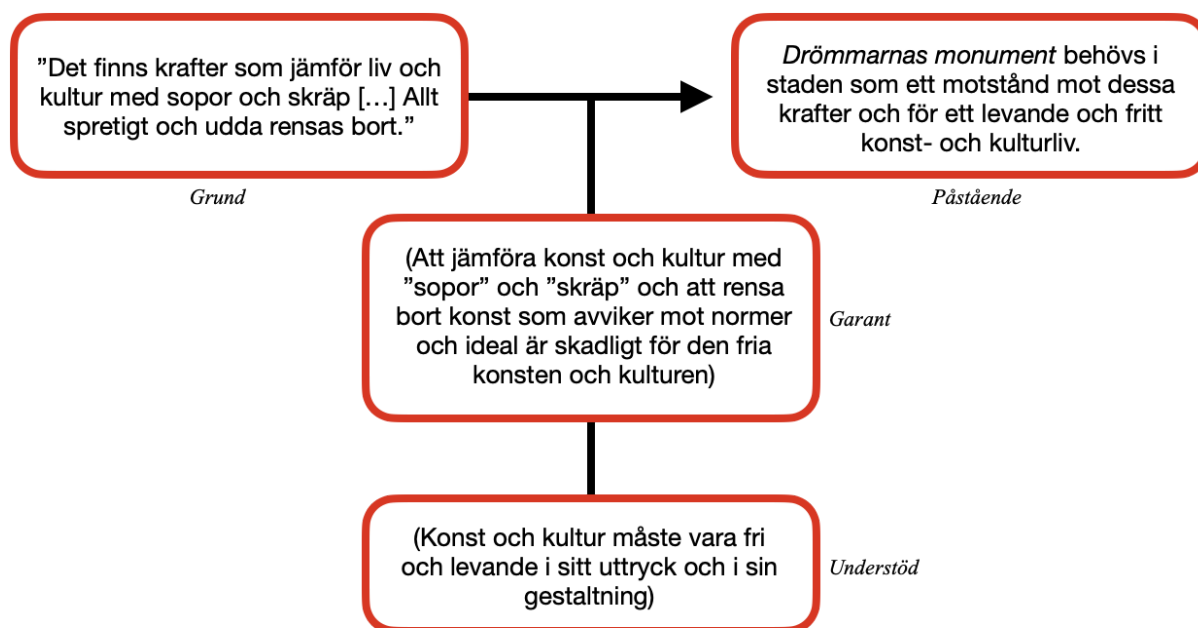 ”Det finns krafter som jämför liv och
kultur med sopor och skräp […] Allt
spretigt och udda rensas bort.”
Grund
Drömmarnas monument behövs i
staden som ett motstånd mot dessa
krafter och för ett levande och fritt
konst- och kulturliv.
Påstående
(Att jämföra konst och kultur med
”sopor” och ”skräp” och att rensa
bort konst som avviker mot normer
och ideal är skadligt för den fria
konsten och kulturen)
Garant
(Konst och kultur måste vara fri
och levande i sitt uttryck och i sin
gestaltning)
Understöd